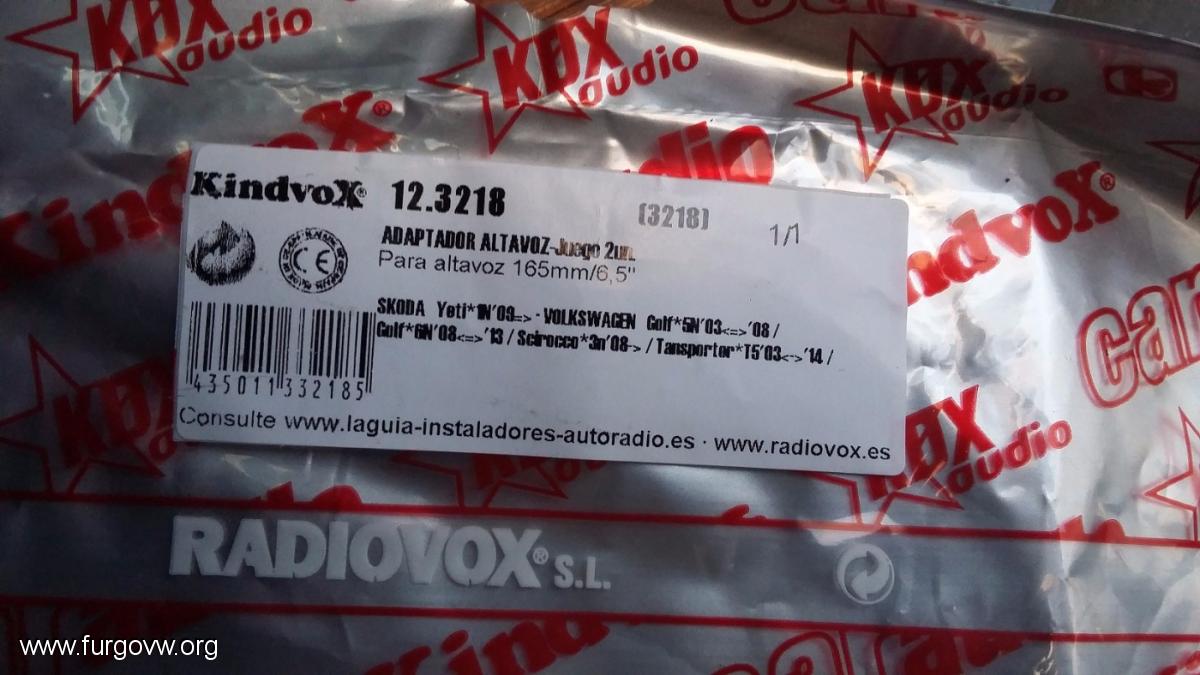 KDX audio
KDX audio
KDX audio
Kindvox®
KindvoX® 12.3218 (3218) 1/1
ADAPTADOR ALTAVOZ-Juego 2un.
Para altavoz 165mm/6,5"
CE
SKODA Yeti*1N'09=> · VOLKSWAGEN Golf*5N'03<=>'08 /
Golf*6N'08<=>'13 / Scirocco*3n'08-> / Tansporter*T5'03<->'14 /
435011 332185
Consulte www.laguia-instaladores-autoradio.es · www.radiovox.es
KDX audio
RADIOVOX® S.L.
www.furgovw.org